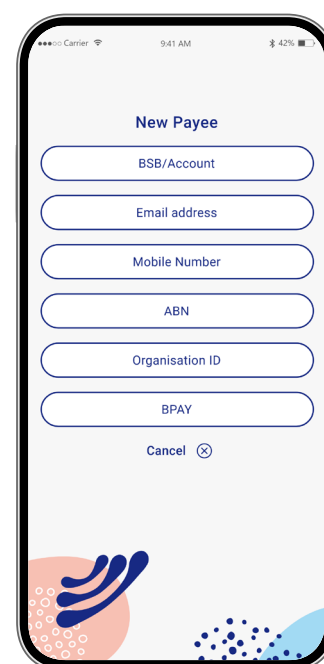 Carrier 9:41 AM 42%
New Payee
BSB/Account
Email address
Mobile Number
ABN
Organisation ID
BPAY
Cancel